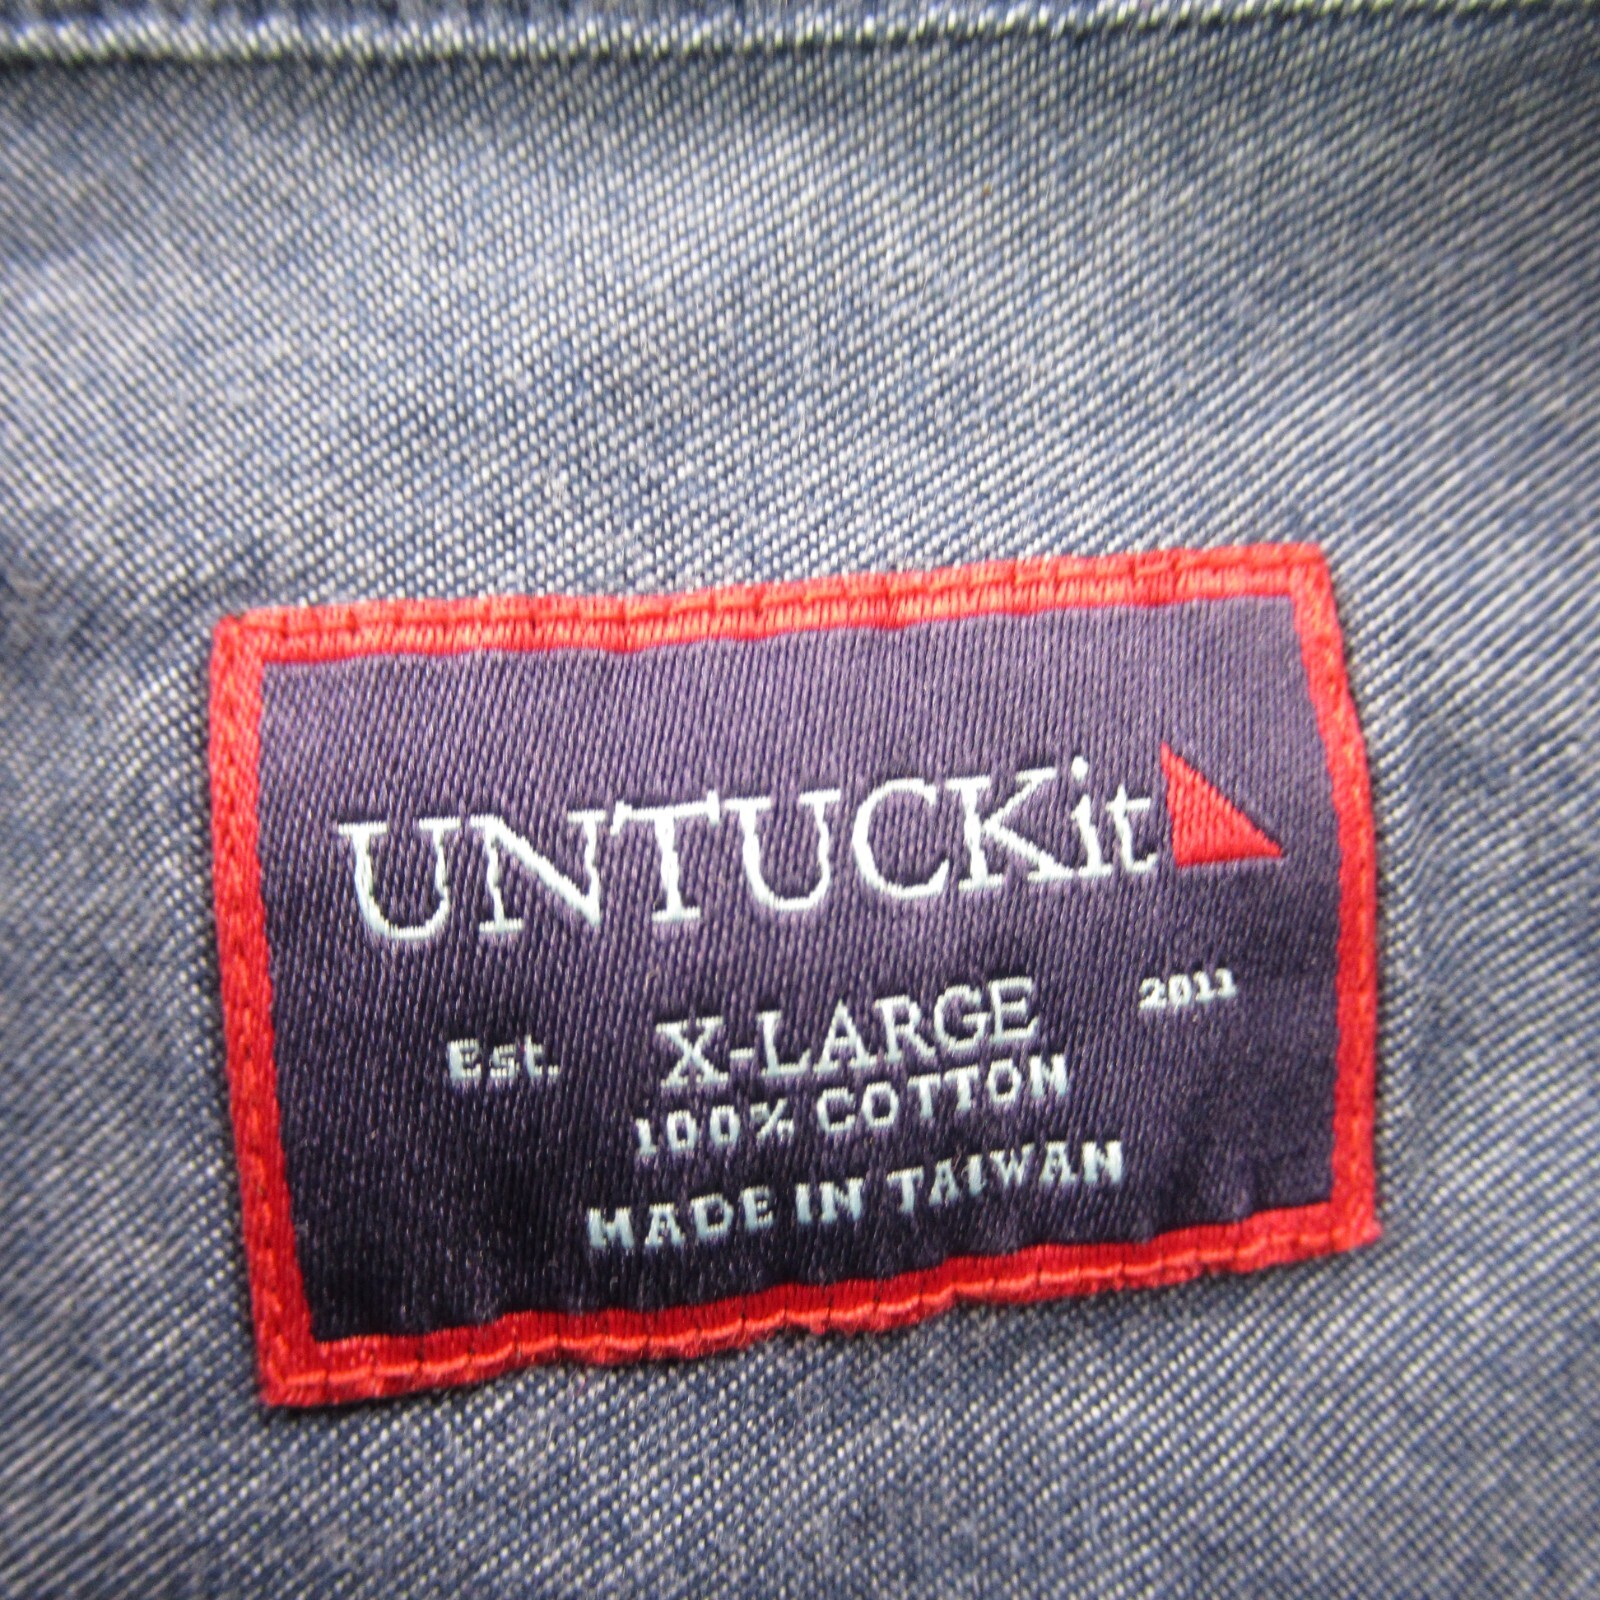 UNTUCKit
Est. X-LARGE 2011
100% COTTON
MADE IN TAIWAN